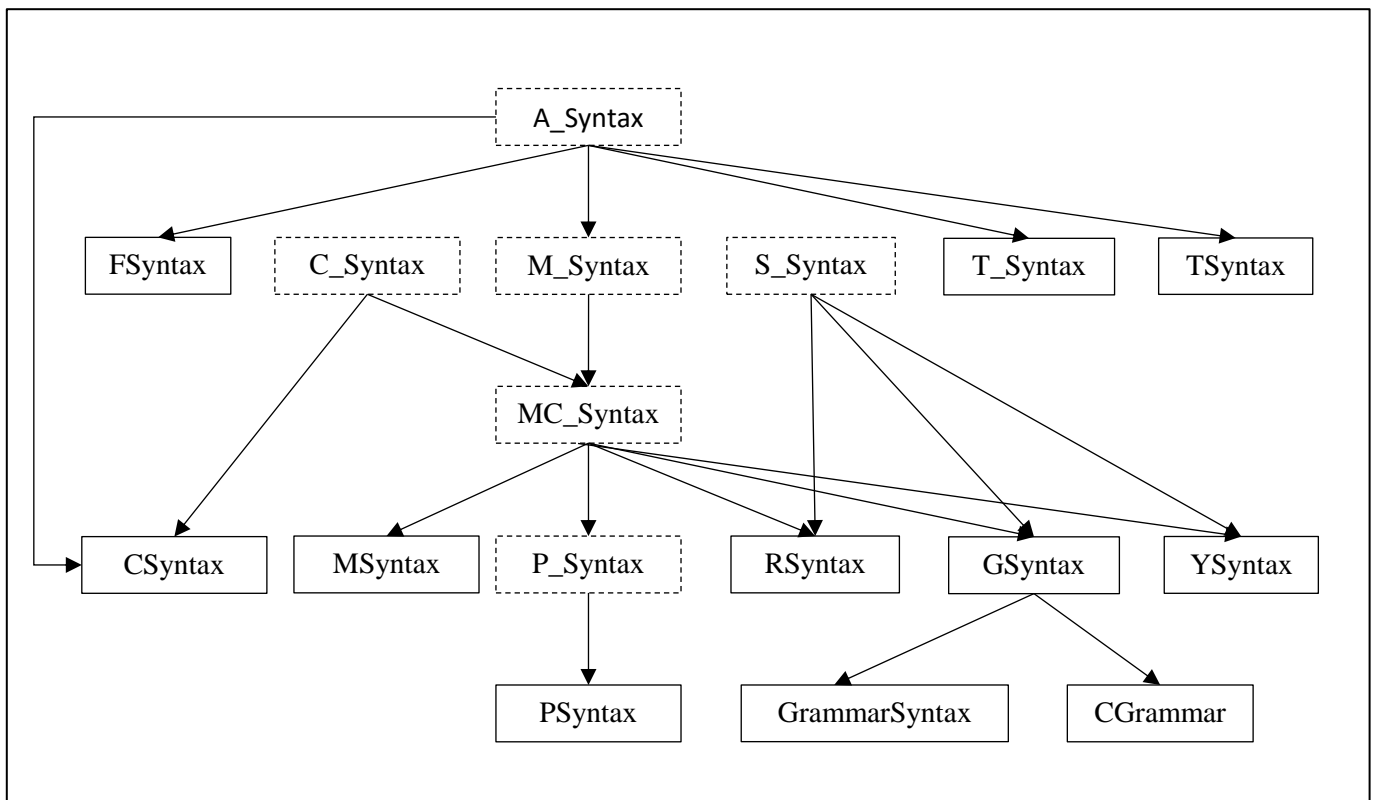 A_Syntax
FSyntax
C_Syntax
M_Syntax
S_Syntax
T_Syntax
TSyntax
MC_Syntax
CSyntax
MSyntax
P_Syntax
RSyntax
GSyntax
YSyntax
PSyntax
GrammarSyntax
CGrammar